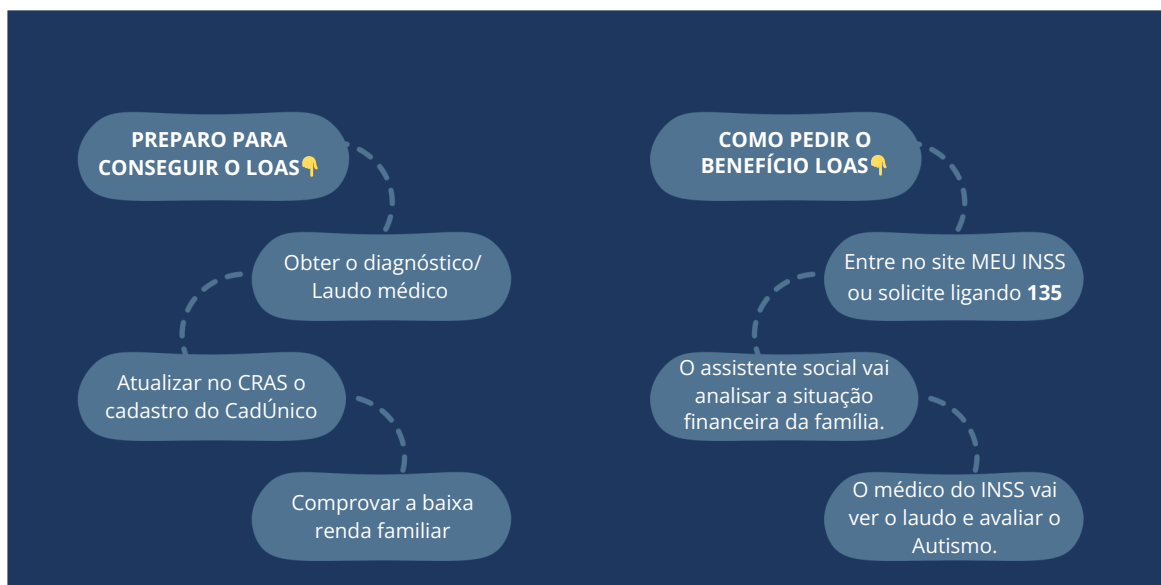 PREPARO PARA
CONSEGUIR O LOAS👇
Obter o diagnóstico/
Laudo médico
Atualizar no CRAS o
cadastro do CadÚnico
Comprovar a baixa
renda familiar
COMO PEDIR O
BENEFÍCIO LOAS👇
Entre no site MEU INSS
ou solicite ligando 135
O assistente social vai
analisar a situação
financeira da família.
O médico do INSS vai
ver o laudo e avaliar o
Autismo.